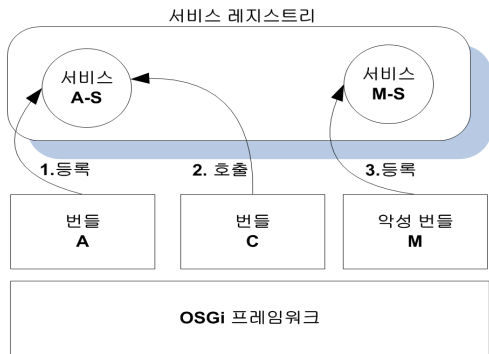 서비스 레지스트리
서비스
A-S
서비스
M-S
1.등록
2. 호출
3.등록
번들
A
번들
C
악성 번들
M
OSGi 프레임워크